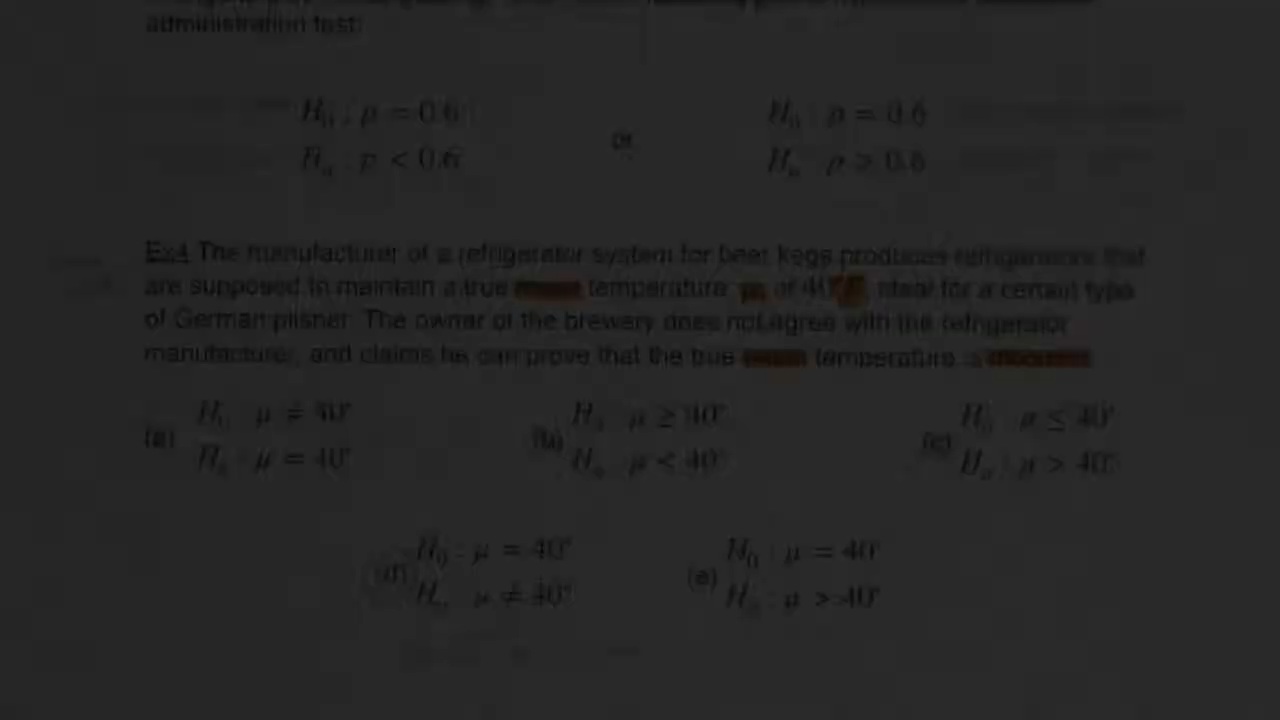 administration test:
H₀ : p = 0.6 or H₀ : p = 0.6
Hₐ : p < 0.6 Hₐ : p > 0.6
Ex4 The manufacturer of a refrigerator system for beer kegs produces refrigerators that
are supposed to maintain a true mean temperature, μ, of 40°F, ideal for a certain type
of German pilsner. The owner of the brewery does not agree with the refrigerator
manufacturer, and claims he can prove that the true mean temperature is
(a) H₀ : μ ≠ 40° (b) H₀ : μ ≥ 40° (c) H₀ : μ ≤ 40°
Hₐ : μ = 40° Hₐ : μ < 40° Hₐ : μ > 40°
(d) H₀ : μ = 40° (e) H₀ : μ = 40°
Hₐ : μ ≠ 40° Hₐ : μ > 40°